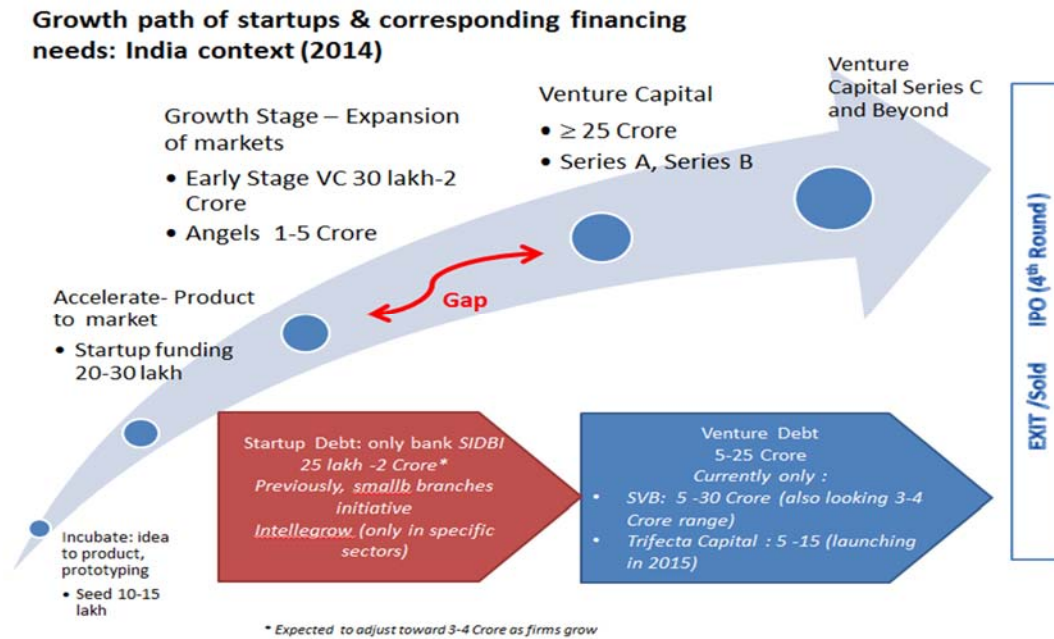 Growth path of startups & corresponding financing
needs: India context (2014)
Venture
Capital Series C
and Beyond
Venture Capital
• ≥ 25 Crore
• Series A, Series B
Growth Stage – Expansion
of markets
• Early Stage VC 30 lakh-2
Crore
• Angels 1-5 Crore
Gap
Accelerate- Product
to market
• Startup funding
20-30 lakh
Incubate: idea
to product,
prototyping
• Seed 10-15
lakh
Startup Debt: only bank SIDBI
25 lakh -2 Crore*
Previously, smallb branches
initiative
Intellegrow (only in specific
sectors)
Venture Debt
5-25 Crore
Currently only :
• SVB: 5 -30 Crore (also looking 3-4
Crore range)
• Trifecta Capital : 5 -15 (launching
in 2015)
EXIT /Sold IPO (4th Round)
* Expected to adjust toward 3-4 Crore as firms grow